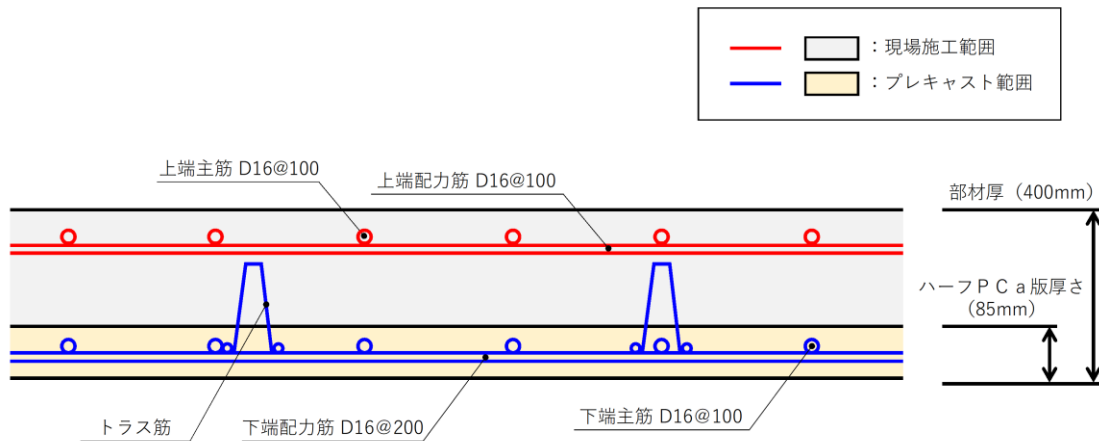 ：現場施工範囲
：プレキャスト範囲
上端主筋 D16@100
上端配力筋 D16@100
部材厚（400mm）
ハーフＰＣａ版厚さ
（85mm）
トラス筋
下端配力筋 D16@200
下端主筋 D16@100